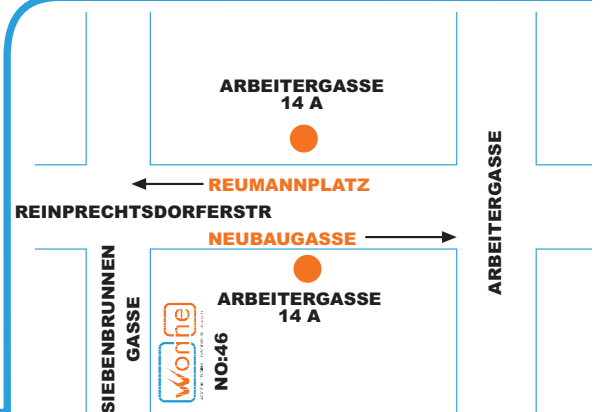 ARBEITERGASSE
14 A
REUMANNPLATZ
REINPRECHTSDORFERSTR
NEUBAUGASSE
ARBEITERGASSE
14 A
ARBEITERGASSE
SIEBENBRUNNEN
GASSE
Wonne
NO:46